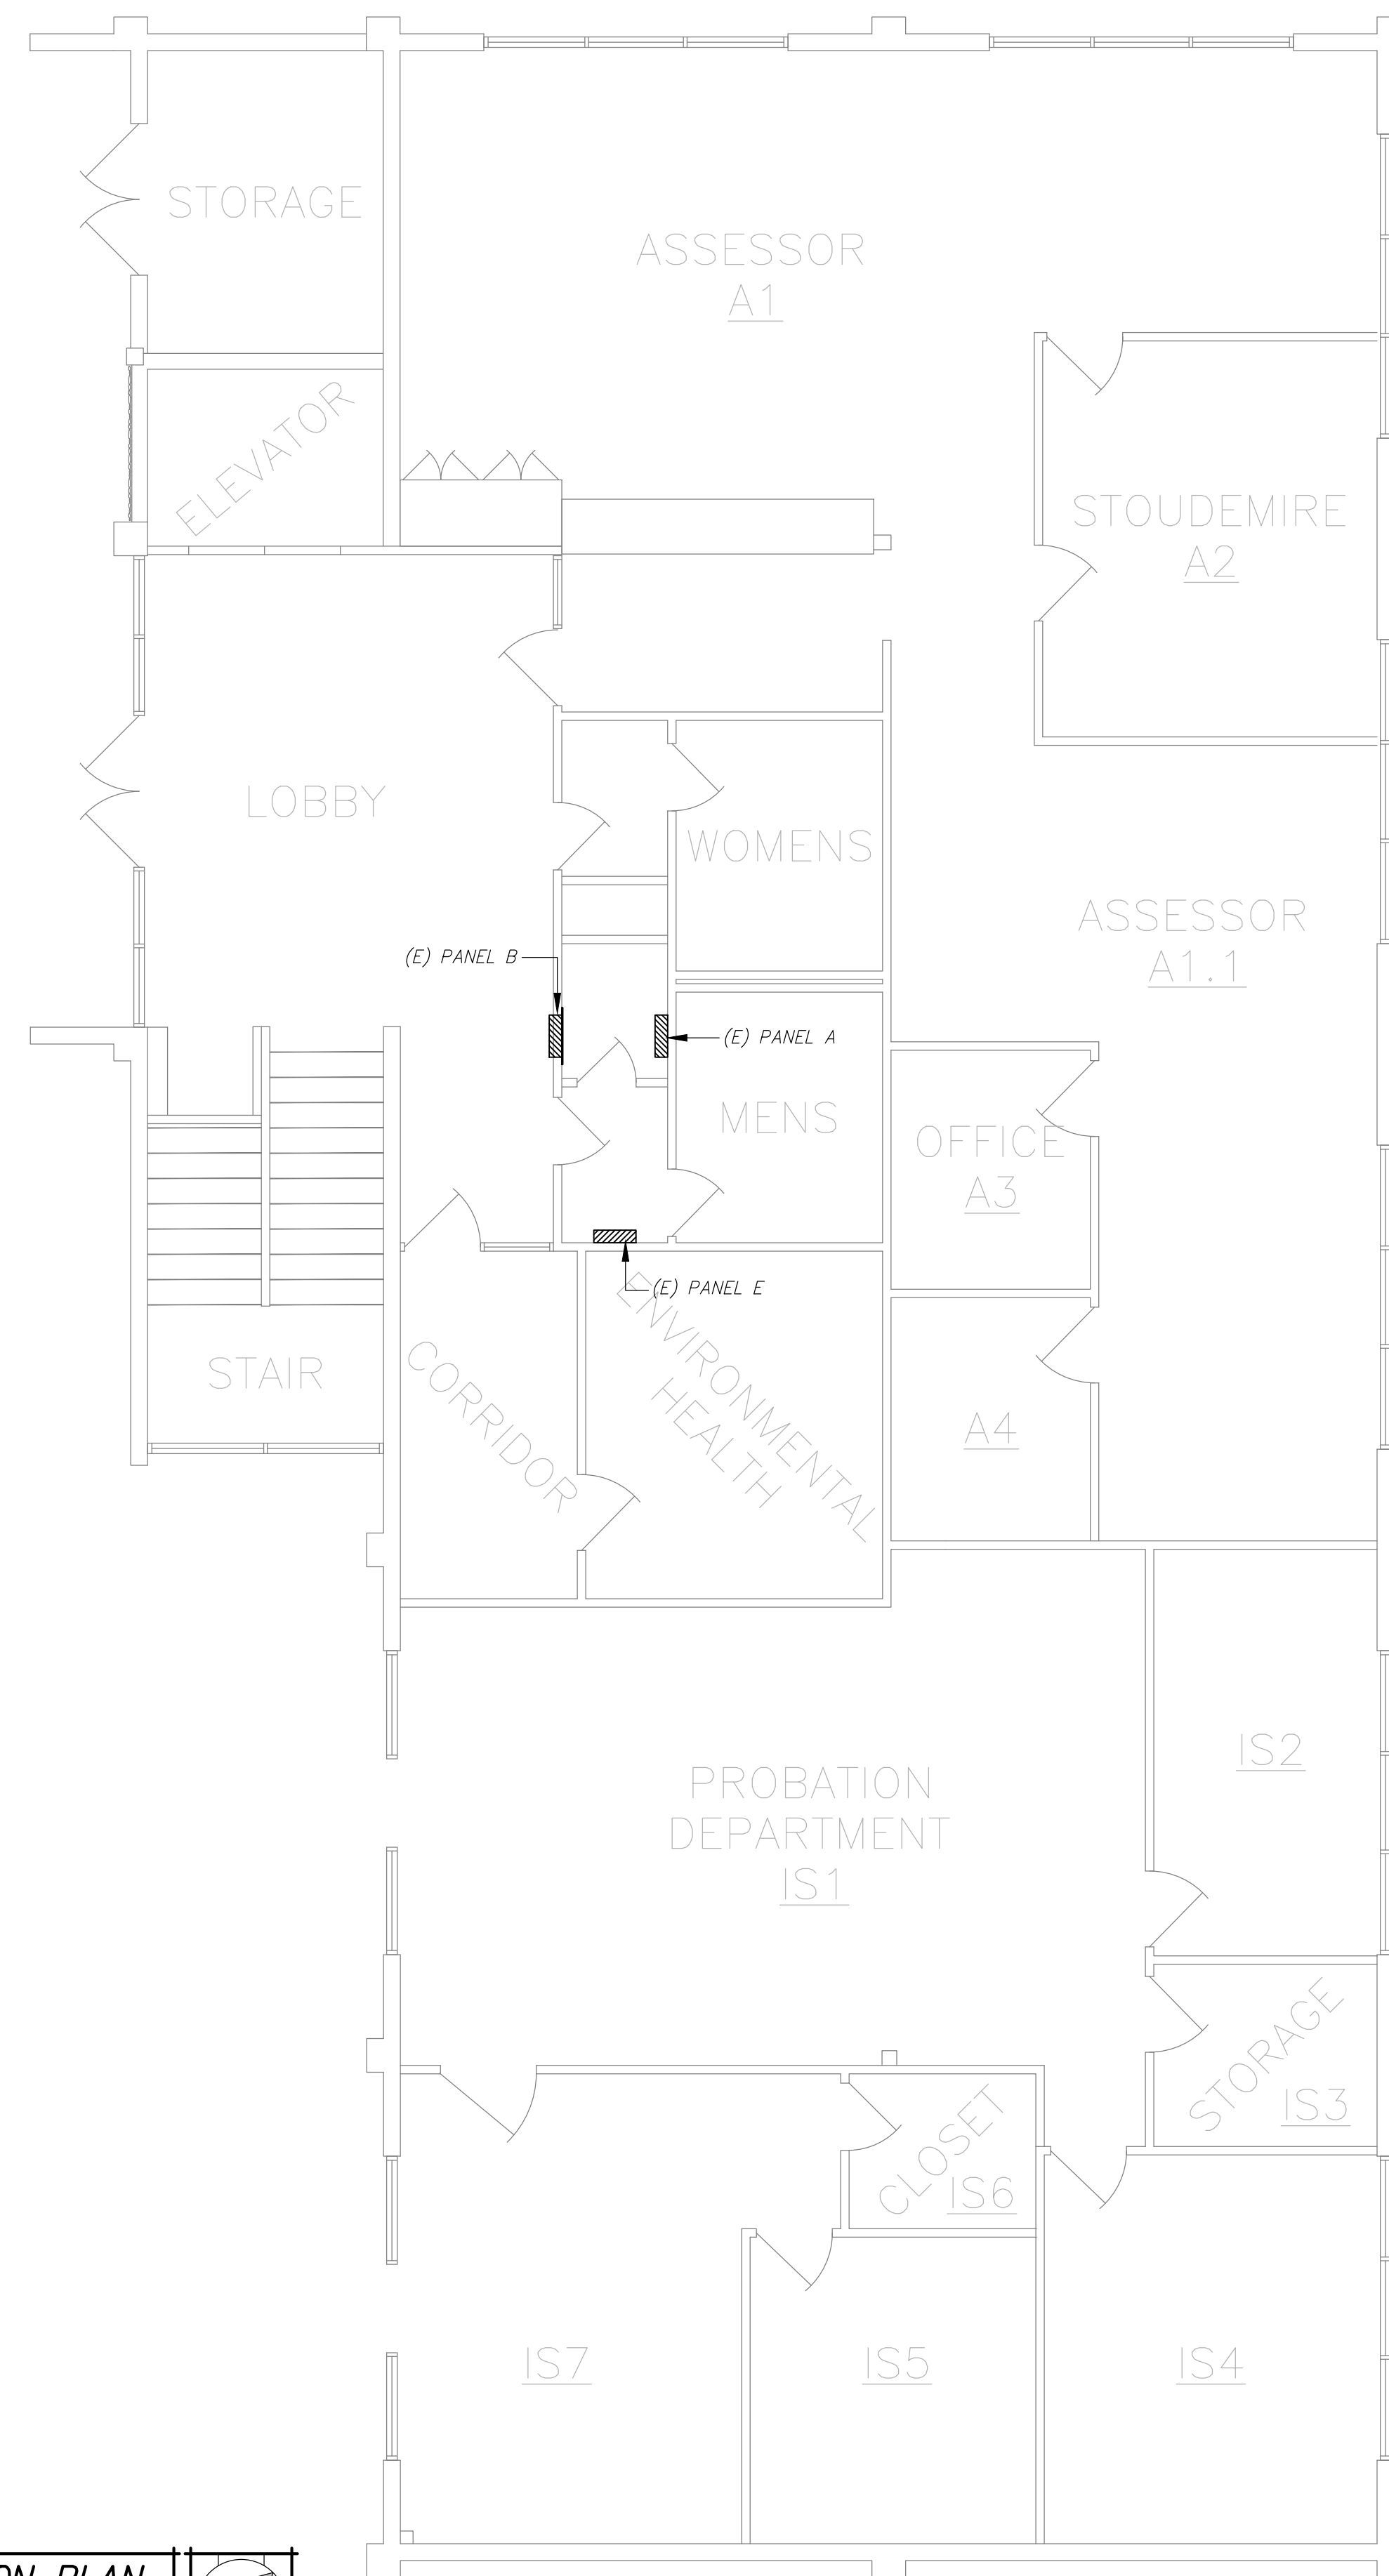 STORAGE
ASSESSOR
A1
ELEVATOR
STOUDEMIRE
A2
LOBBY
WOMENS
ASSESSOR
A1.1
(E) PANEL B
(E) PANEL A
MENS
OFFICE
A3
(E) PANEL E
ENVIRONMENTAL
HEALTH
STAIR
CORRIDOR
A4
IS2
PROBATION
DEPARTMENT
IS1
STORAGE
IS3
CLOSET
IS6
IS7
IS5
IS4
PLAN